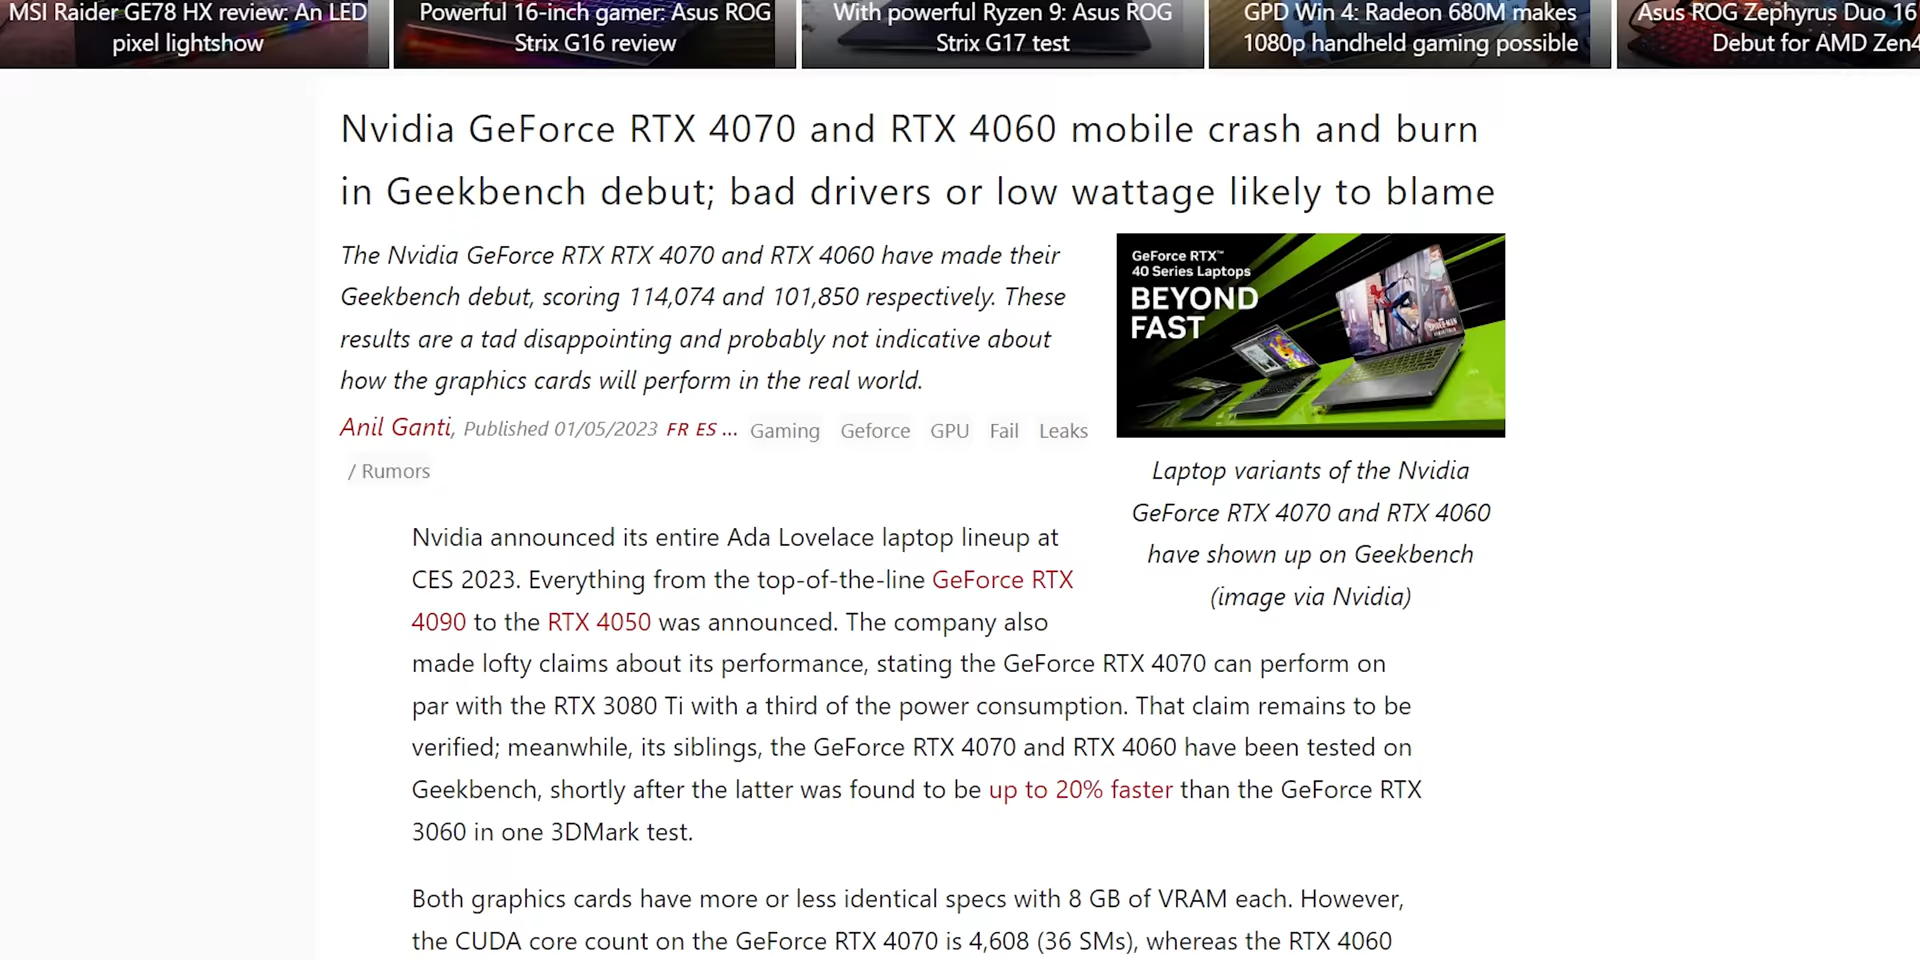 MSI Raider GE78 HX review: An LED
pixel lightshow
Powerful 16-inch gamer: Asus ROG
Strix G16 review
With powerful Ryzen 9: Asus ROG
Strix G17 test
GPD Win 4: Radeon 680M makes
1080p handheld gaming possible
Asus ROG Zephyrus Duo 16
Debut for AMD Zen4
Nvidia GeForce RTX 4070 and RTX 4060 mobile crash and burn
in Geekbench debut; bad drivers or low wattage likely to blame
The Nvidia GeForce RTX RTX 4070 and RTX 4060 have made their
Geekbench debut, scoring 114,074 and 101,850 respectively. These
results are a tad disappointing and probably not indicative about
how the graphics cards will perform in the real world.
Anil Ganti, Published 01/05/2023 FR ES ... Gaming Geforce GPU Fail Leaks
/ Rumors
GeForce RTX™
40 Series Laptops
BEYOND
FAST
Laptop variants of the Nvidia
GeForce RTX 4070 and RTX 4060
have shown up on Geekbench
(image via Nvidia)
Nvidia announced its entire Ada Lovelace laptop lineup at
CES 2023. Everything from the top-of-the-line GeForce RTX
4090 to the RTX 4050 was announced. The company also
made lofty claims about its performance, stating the GeForce RTX 4070 can perform on
par with the RTX 3080 Ti with a third of the power consumption. That claim remains to be
verified; meanwhile, its siblings, the GeForce RTX 4070 and RTX 4060 have been tested on
Geekbench, shortly after the latter was found to be up to 20% faster than the GeForce RTX
3060 in one 3DMark test.
Both graphics cards have more or less identical specs with 8 GB of VRAM each. However,
the CUDA core count on the GeForce RTX 4070 is 4,608 (36 SMs), whereas the RTX 4060